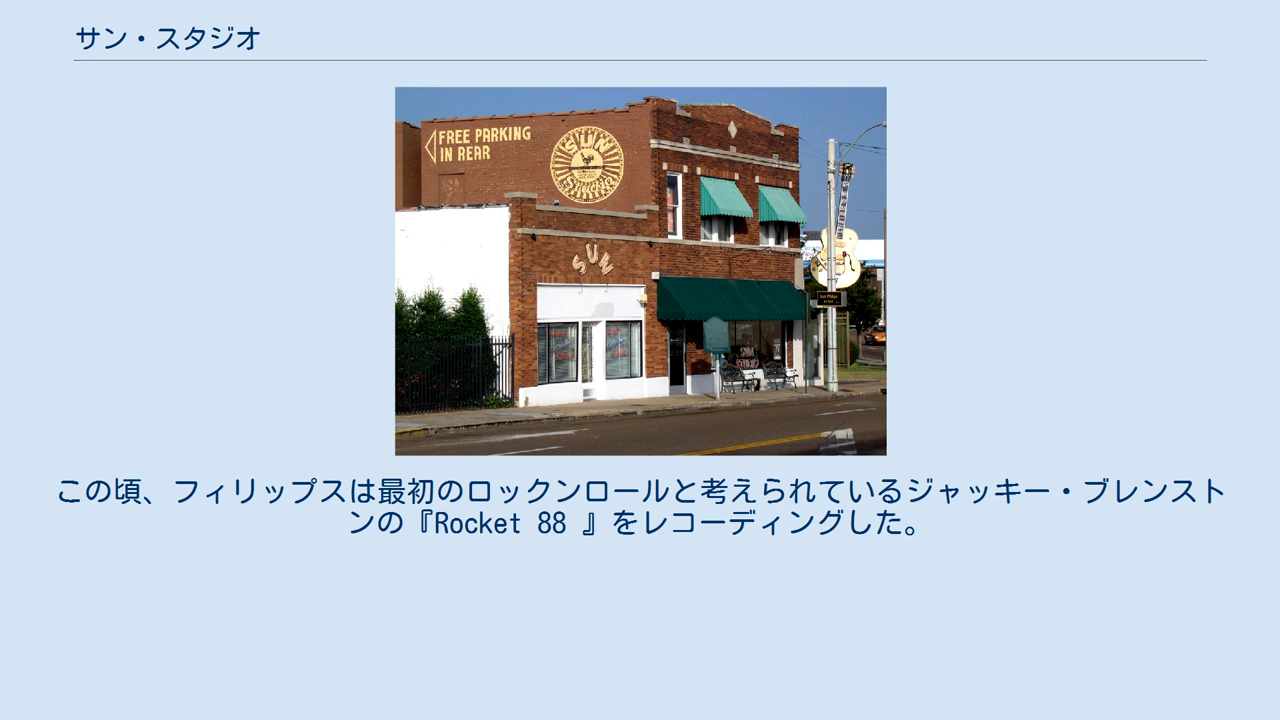 サン・スタジオ
FREE PARKING
IN REAR
SUN
Studio
SUN
この頃、フィリップスは最初のロックンロールと考えられているジャッキー・ブレンスト
ンの『Rocket 88 』をレコーディングした。